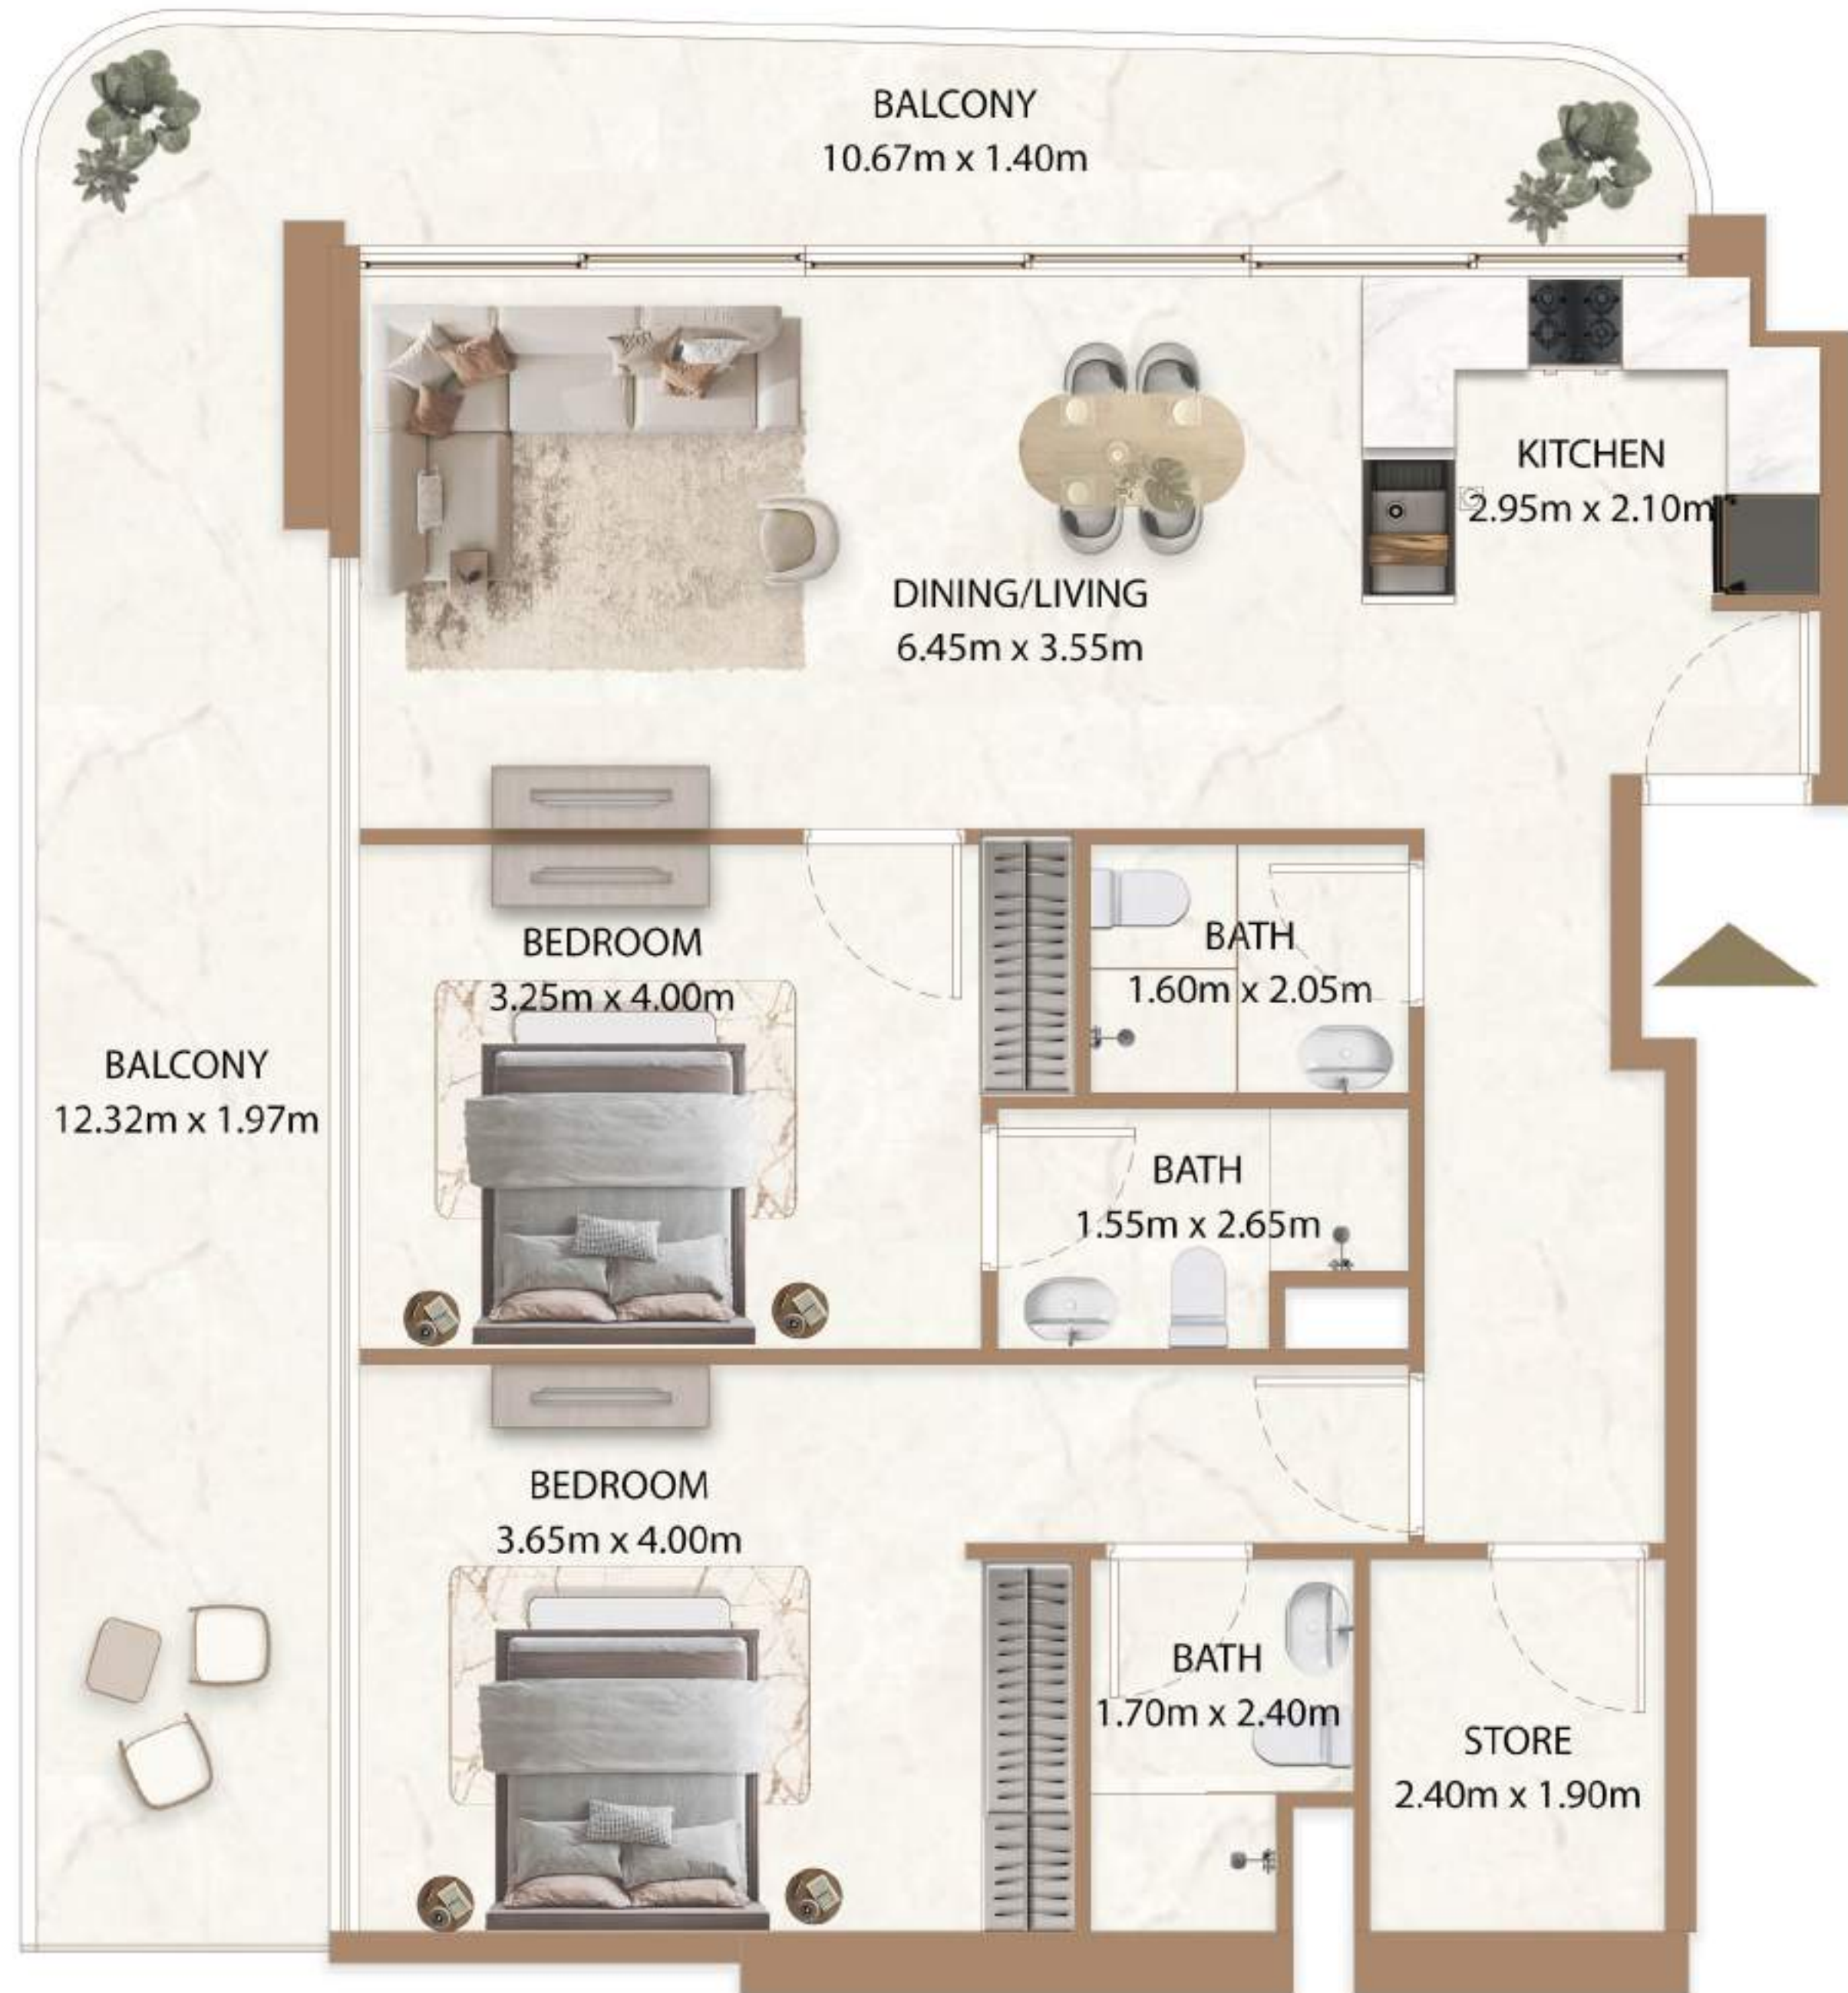 BALCONY
10.67m x 1.40m
KITCHEN
2.95m x 2.10m
DINING/LIVING
6.45m x 3.55m
BEDROOM
3.25m x 4.00m
BATH
1.60m x 2.05m
BALCONY
12.32m x 1.97m
BATH
1.55m x 2.65m
BEDROOM
3.65m x 4.00m
BATH
1.70m x 2.40m
STORE
2.40m x 1.90m